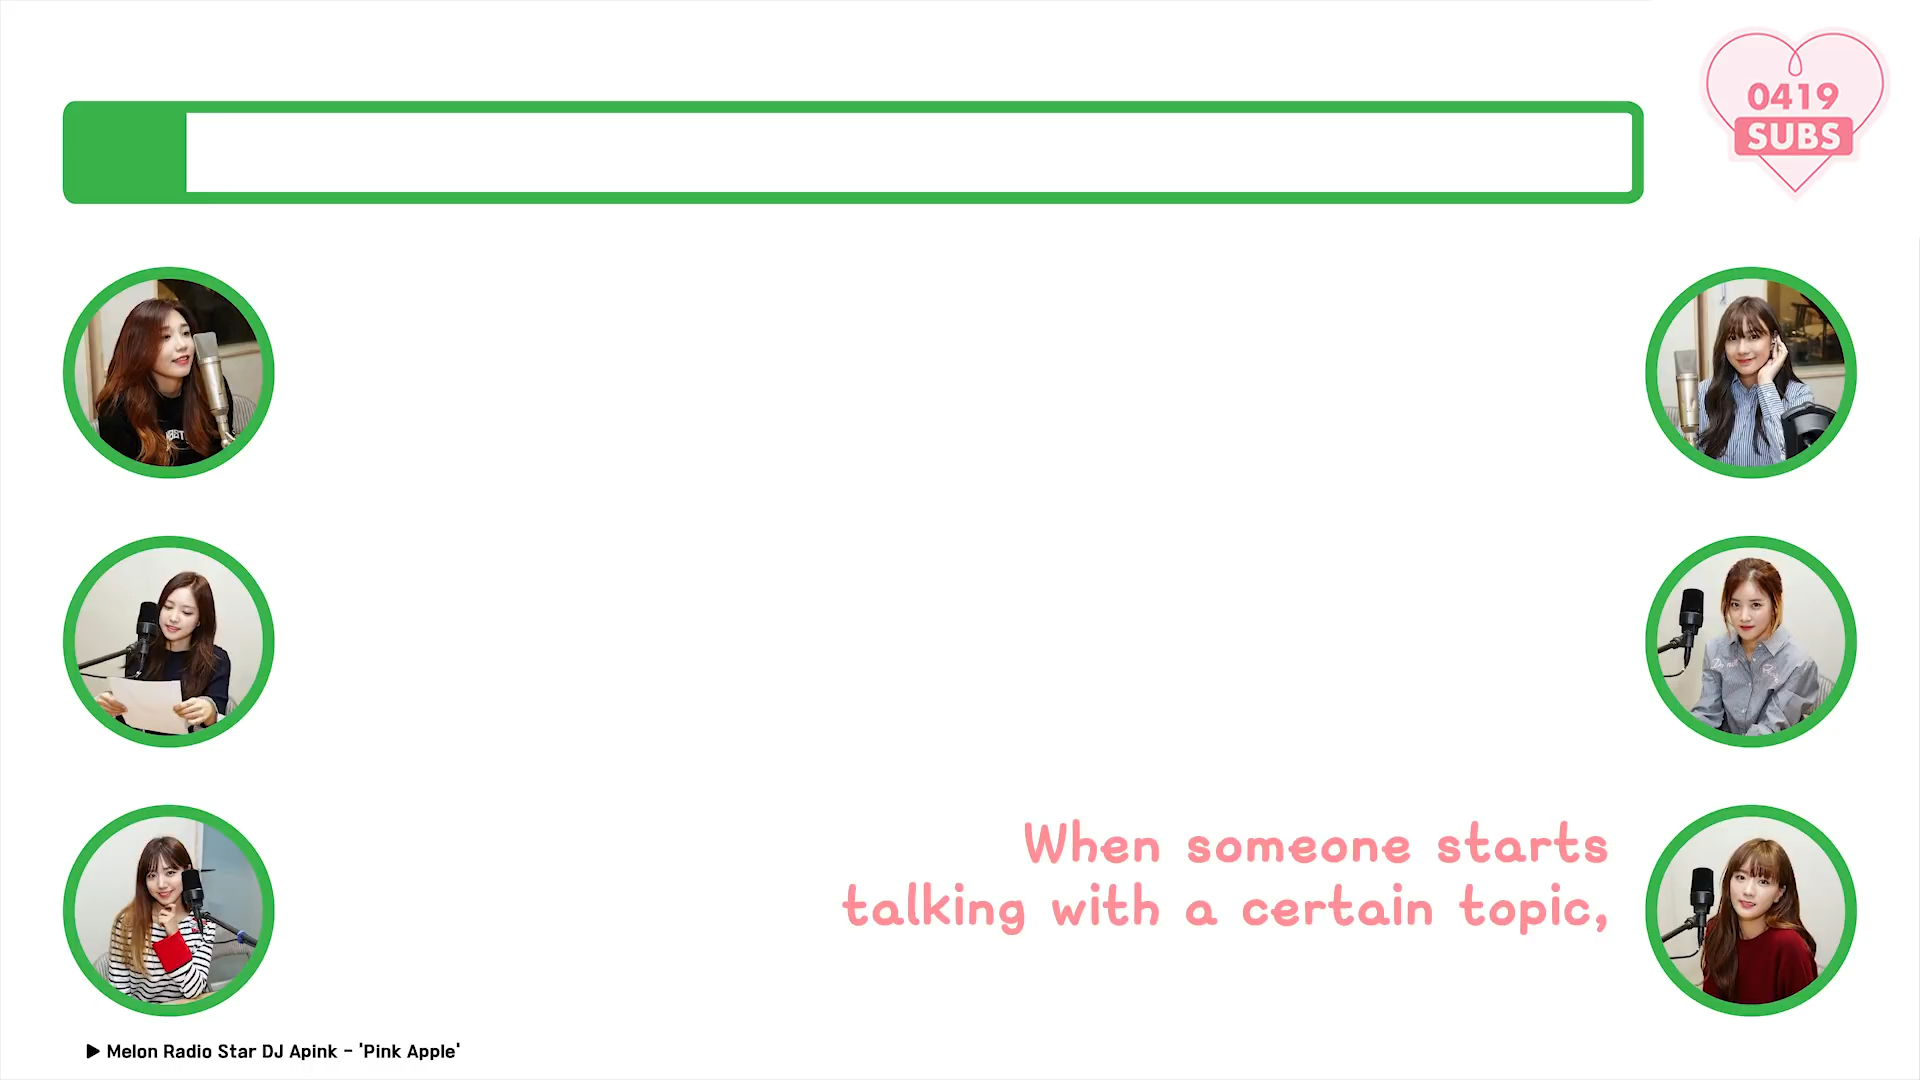 0419
SUBS
When someone starts
talking with a certain topic,
▶ Melon Radio Star DJ Apink - 'Pink Apple'